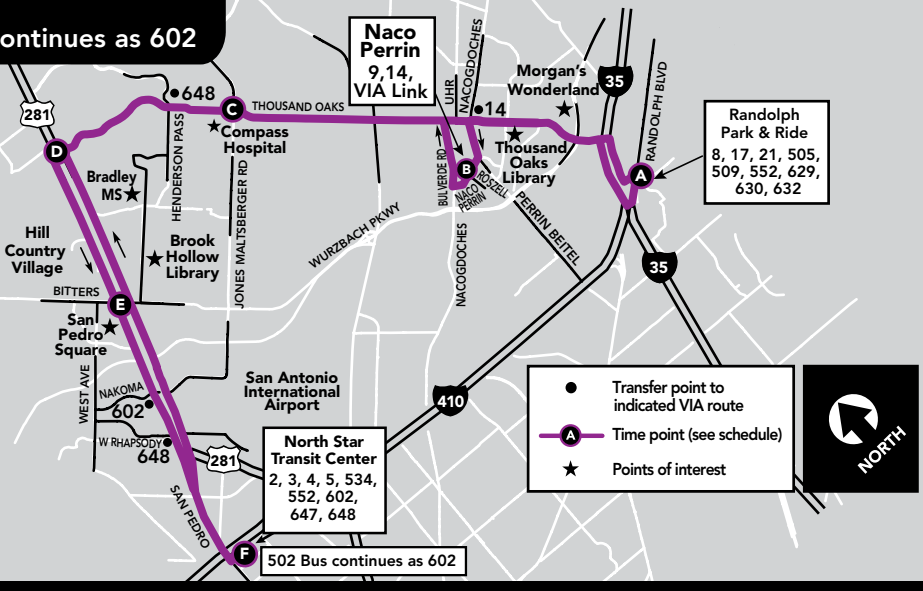 ontinues as 602
Naco
Perrin
9,14,
VIA Link
281
648
C
THOUSAND OAKS
UHR
NACOGDOCHES
14
Morgan's
Wonderland
35
RANDOLPH BLVD
Randolph
Park & Ride
8, 17, 21, 505,
509, 552, 629,
630, 632
D
HENDERSON PASS
Compass
Hospital
BULVERDE RD
B
NACO
PERRIN
ROSZELL
Thousand
Oaks
Library
A
Bradley
MS
JONES MALTSBERGER RD
WURZBACH PKWY
PERRIN BEITEL
Hill
Country
Village
Brook
Hollow
Library
NACOGDOCHES
35
BITTERS
E
San
Pedro
Square
WEST AVE
NAKOMA
602
W RHAPSODY
648
281
San Antonio
International
Airport
410
North Star
Transit Center
2, 3, 4, 5, 534,
552, 602,
647, 648
SAN PEDRO
F
502 Bus continues as 602
Transfer point to
indicated VIA route
A
Time point (see schedule)
Points of interest
NORTH